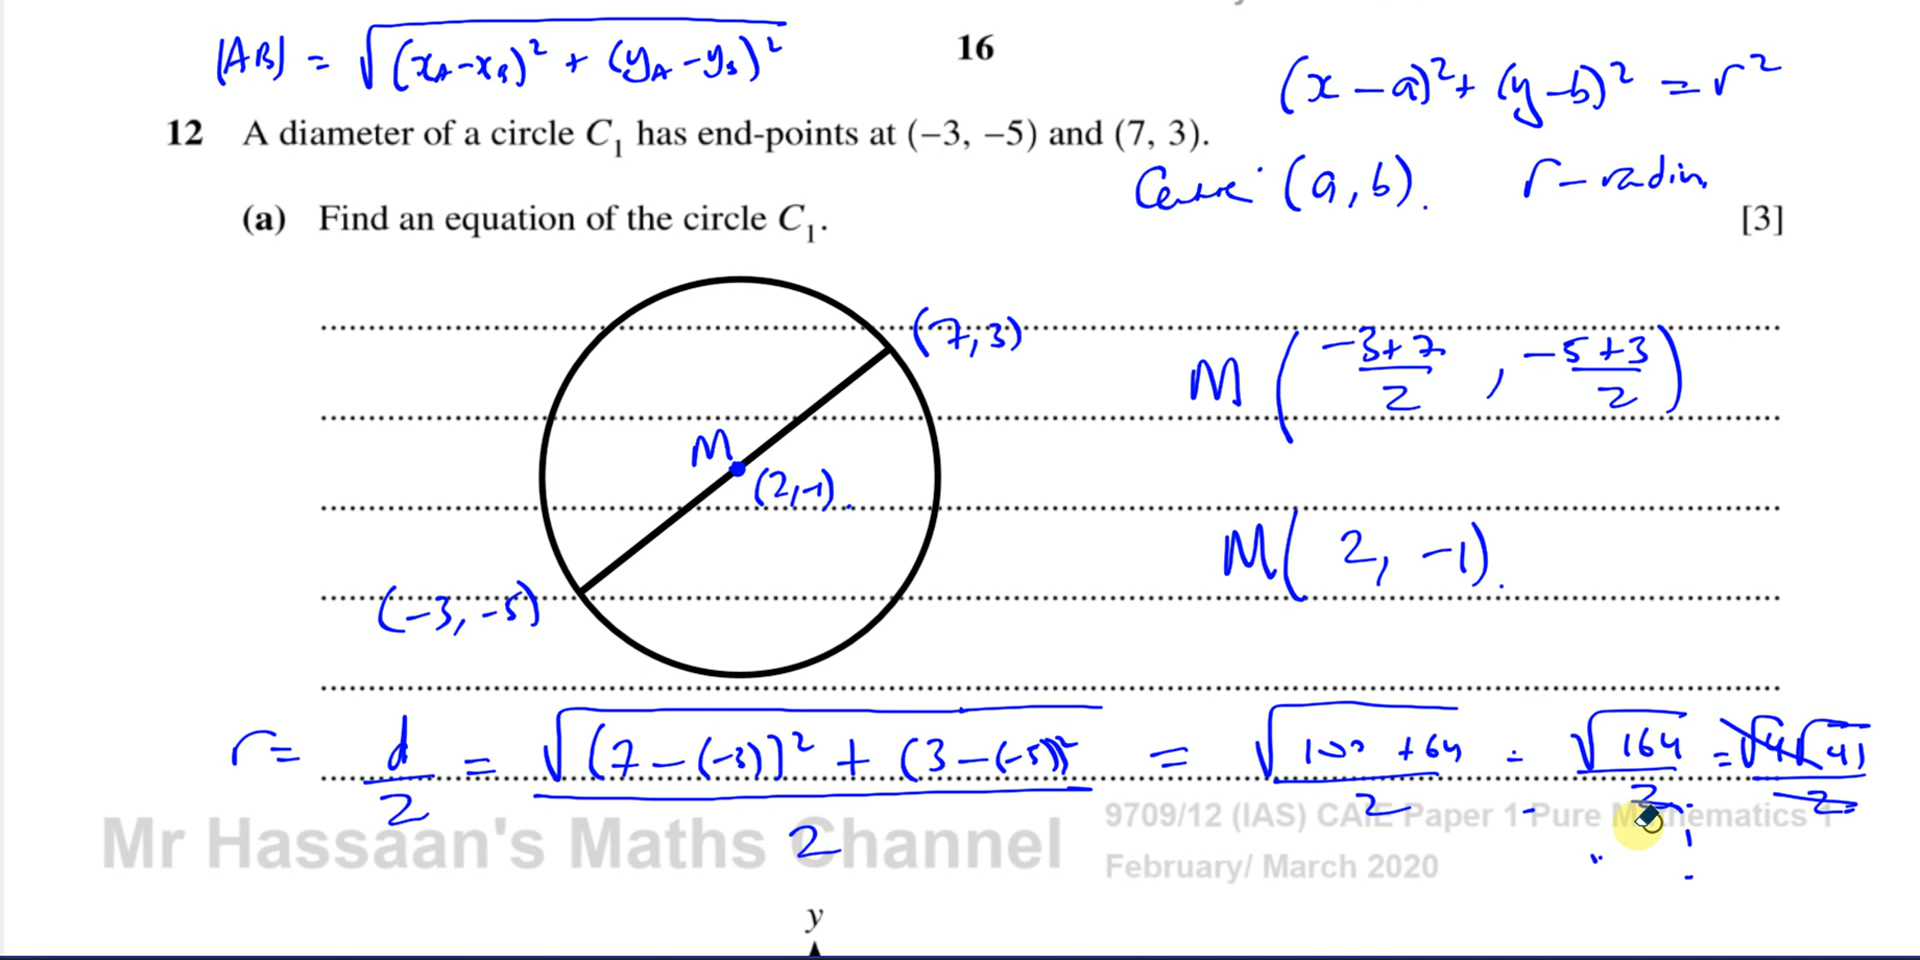 |AB| = √(x_A-x_B)² + (y_A-y_B)²
16
(x-a)² + (y-b)² = r²
12 A diameter of a circle C₁ has end-points at (−3, −5) and (7, 3).
Centre (a, b). r - radius
(a) Find an equation of the circle C₁. [3]
(7, 3)
M ( -3+7/2 , -5+3/2 )
M
(2, -1).
M( 2, -1).
(-3, -5)
r = d/2 = √(7-(-3))² + (3-(-5))²/2 = √100 + 64/2 = √164/2 = √4√41/2
9709/12 (IAS) CAIE Paper 1 Pure Mathematics 1
Mr Hassaan's Maths Channel
February/ March 2020
y